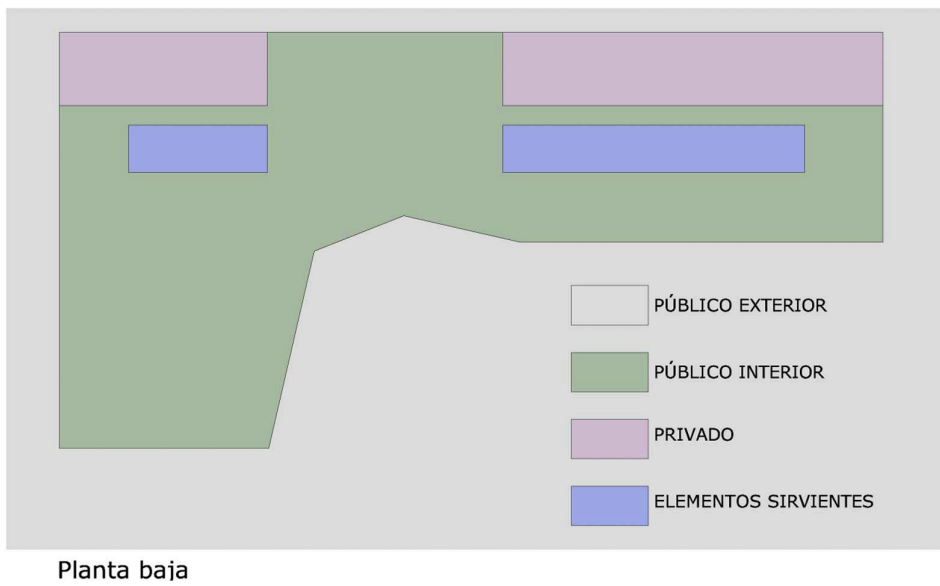 PÚBLICO EXTERIOR
PÚBLICO INTERIOR
PRIVADO
ELEMENTOS SIRVIENTES
Planta baja